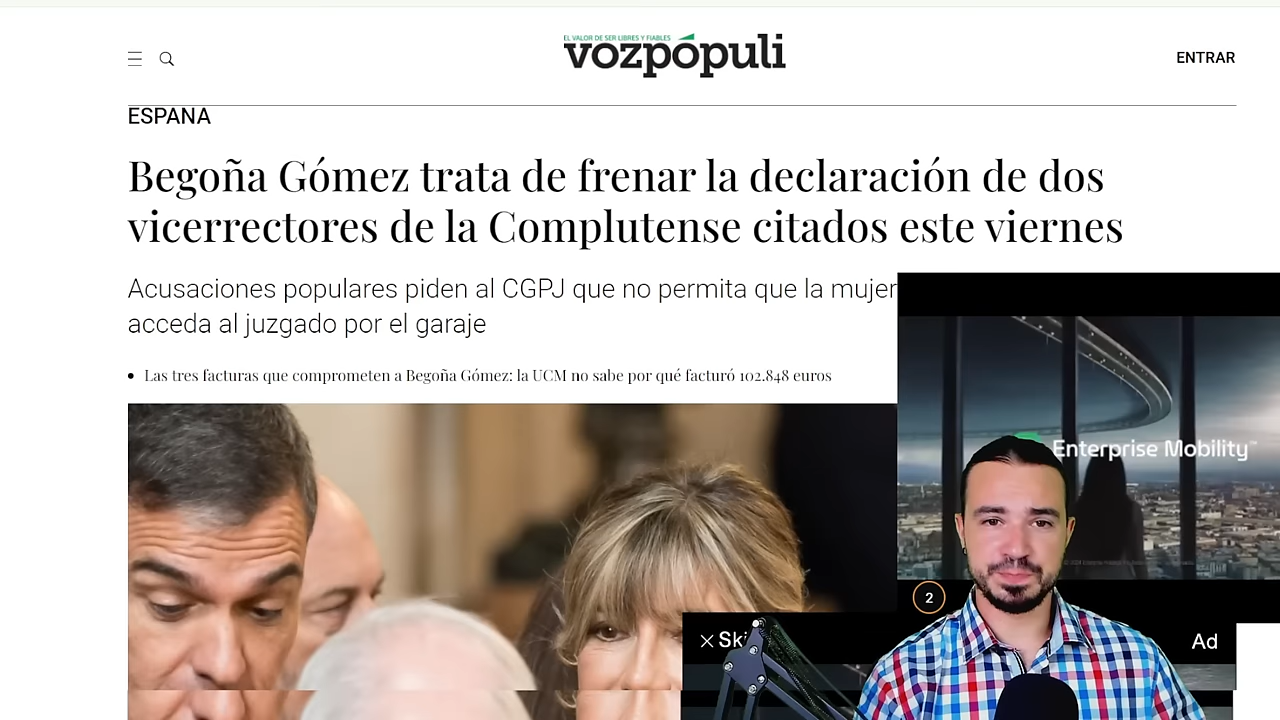 EL VALOR DE SER LIBRES Y FIABLES
vozpópuli
ENTRAR
ESPANA
Begoña Gómez trata de frenar la declaración de dos
vicerrectores de la Complutense citados este viernes
Acusaciones populares piden al CGPJ que no permita que la mujer
acceda al juzgado por el garaje
Las tres facturas que comprometen a Begoña Gómez: la UCM no sabe por qué facturó 102.848 euros
Enterprise Mobility™
2
Ski
Ad